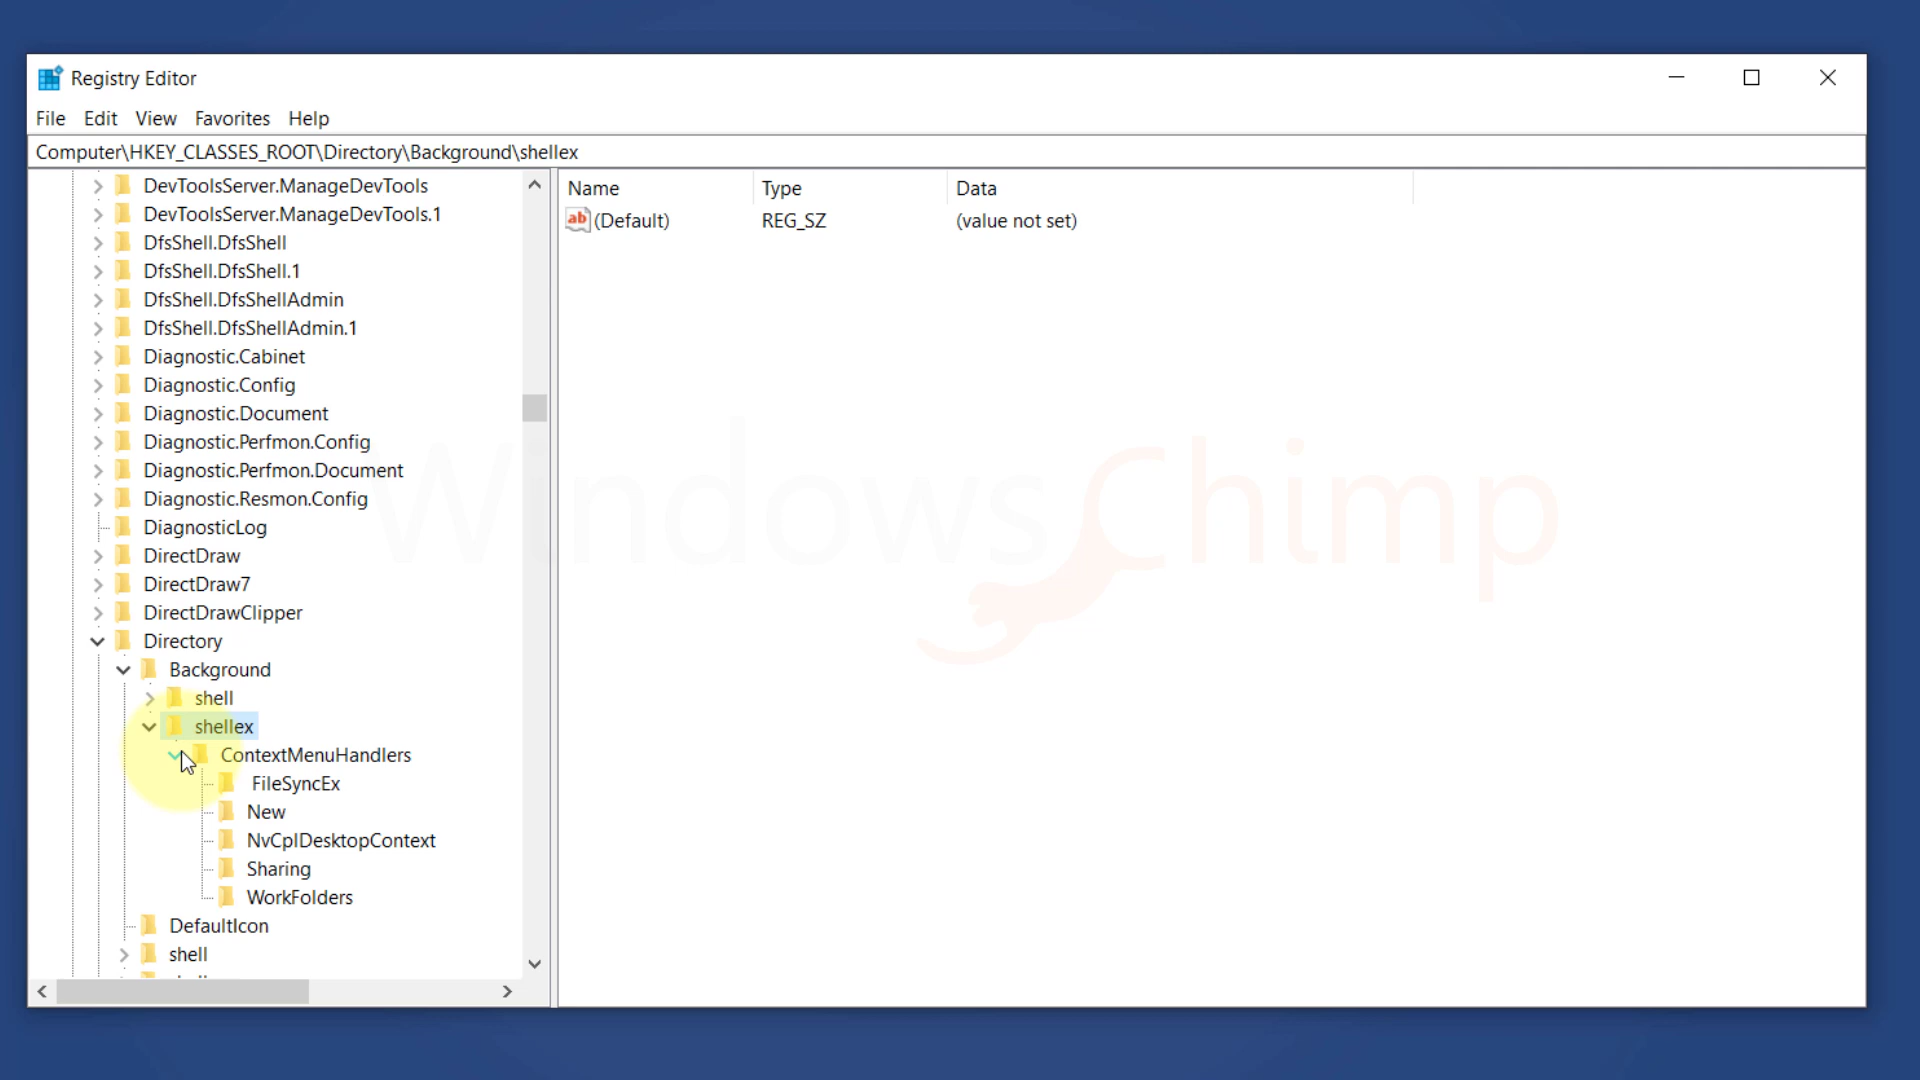 Registry Editor
File Edit View Favorites Help
Computer\HKEY_CLASSES_ROOT\Directory\Background\shellex
DevToolsServer.ManageDevTools
DevToolsServer.ManageDevTools.1
DfsShell.DfsShell
DfsShell.DfsShell.1
DfsShell.DfsShellAdmin
DfsShell.DfsShellAdmin.1
Diagnostic.Cabinet
Diagnostic.Config
Diagnostic.Document
Diagnostic.Perfmon.Config
Diagnostic.Perfmon.Document
Diagnostic.Resmon.Config
DiagnosticLog
DirectDraw
DirectDraw7
DirectDrawClipper
Directory
Background
shell
shellex
ContextMenuHandlers
FileSyncEx
New
NvCplDesktopContext
Sharing
WorkFolders
DefaultIcon
shell
Name Type Data
ab (Default) REG_SZ (value not set)
Windows Chimp